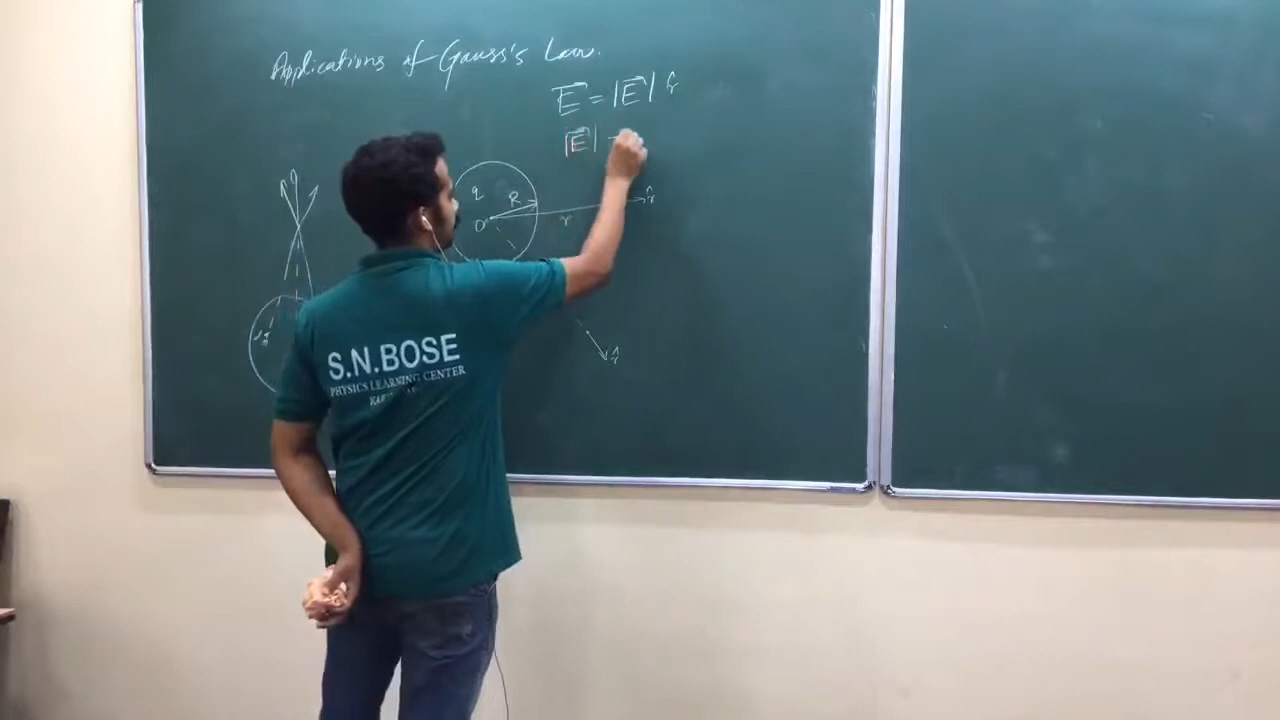 Applications of Gauss's Law.
E⃗ = |E⃗| r̂
|E⃗|
q
R
O
r
r̂
r̂
S.N.BOSE
PHYSICS LEARNING CENTER